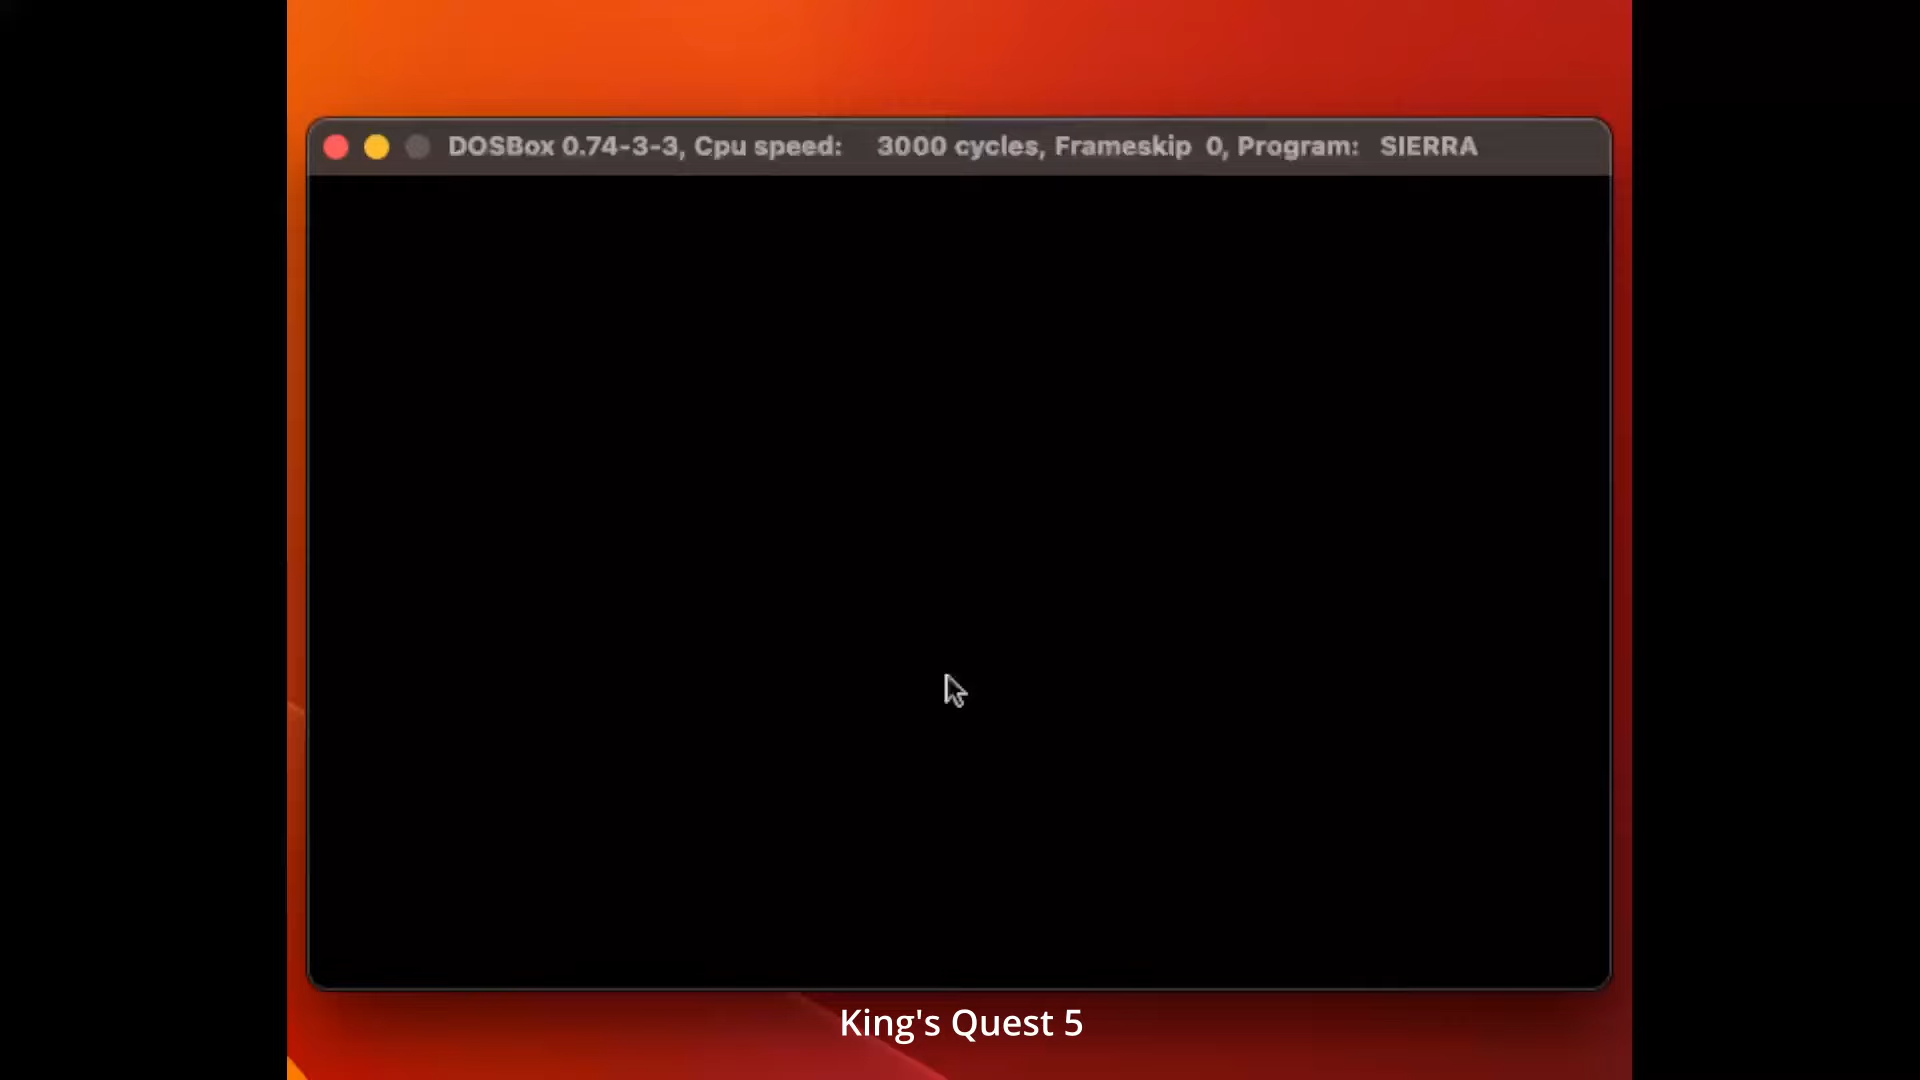 DOSBox 0.74-3-3, Cpu speed: 3000 cycles, Frameskip 0, Program: SIERRA
King's Quest 5